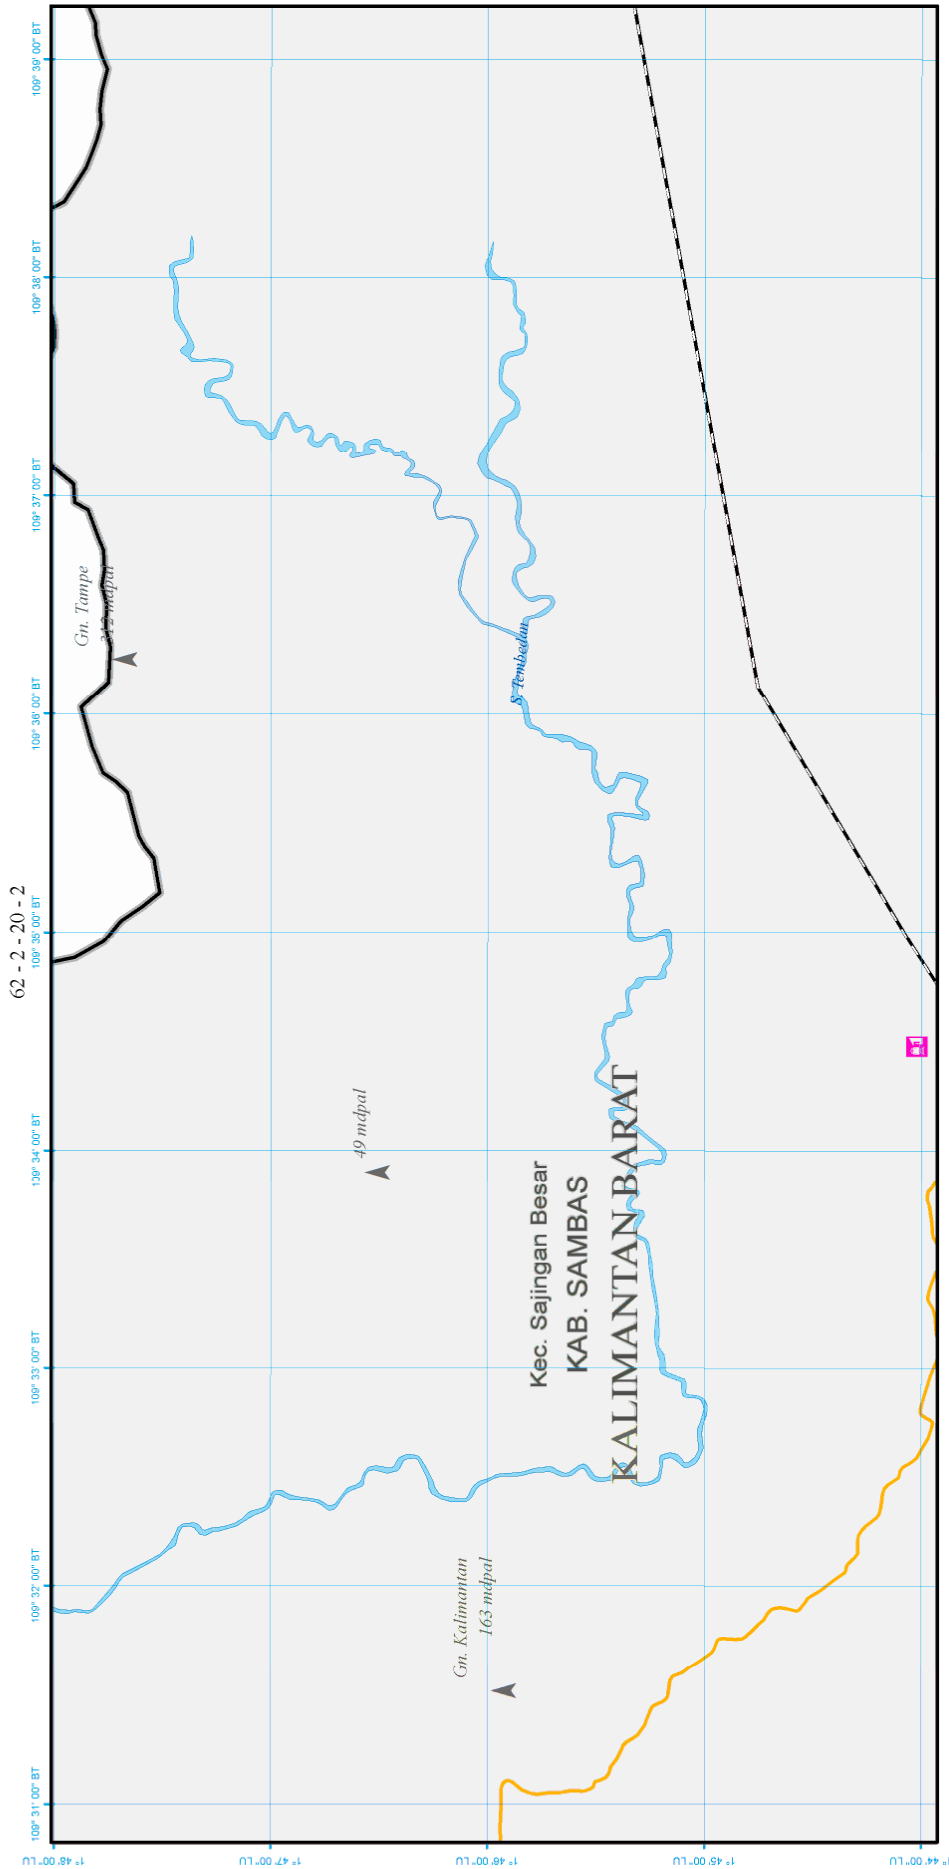 62 - 2 - 20 - 2
109° 31' 00" BT
109° 32' 00" BT
109° 33' 00" BT
109° 34' 00" BT
109° 35' 00" BT
109° 36' 00" BT
109° 37' 00" BT
109° 38' 00" BT
109° 39' 00" BT
1° 48' 00" LU
1° 47' 00" LU
1° 46' 00" LU
1° 45' 00" LU
1° 44' 00" LU
Gn. Tampe
312 mdpal
49 mdpal
Gn. Kalimantan
163 mdpal
S. Tembedan
Kec. Sajingan Besar
KAB. SAMBAS
KALIMANTAN BARAT